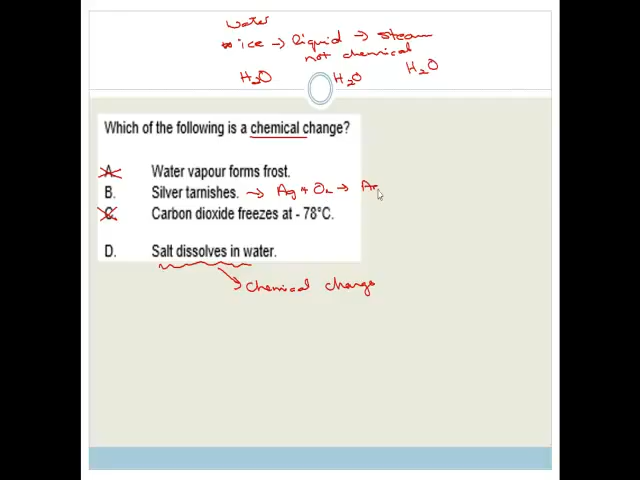 water
ice → liquid → steam
not chemical
H2O H2O H2O
Which of the following is a chemical change?
A. Water vapour forms frost.
B. Silver tarnishes. → Ag + O2 → Ag
C. Carbon dioxide freezes at - 78°C.
D. Salt dissolves in water.
chemical change